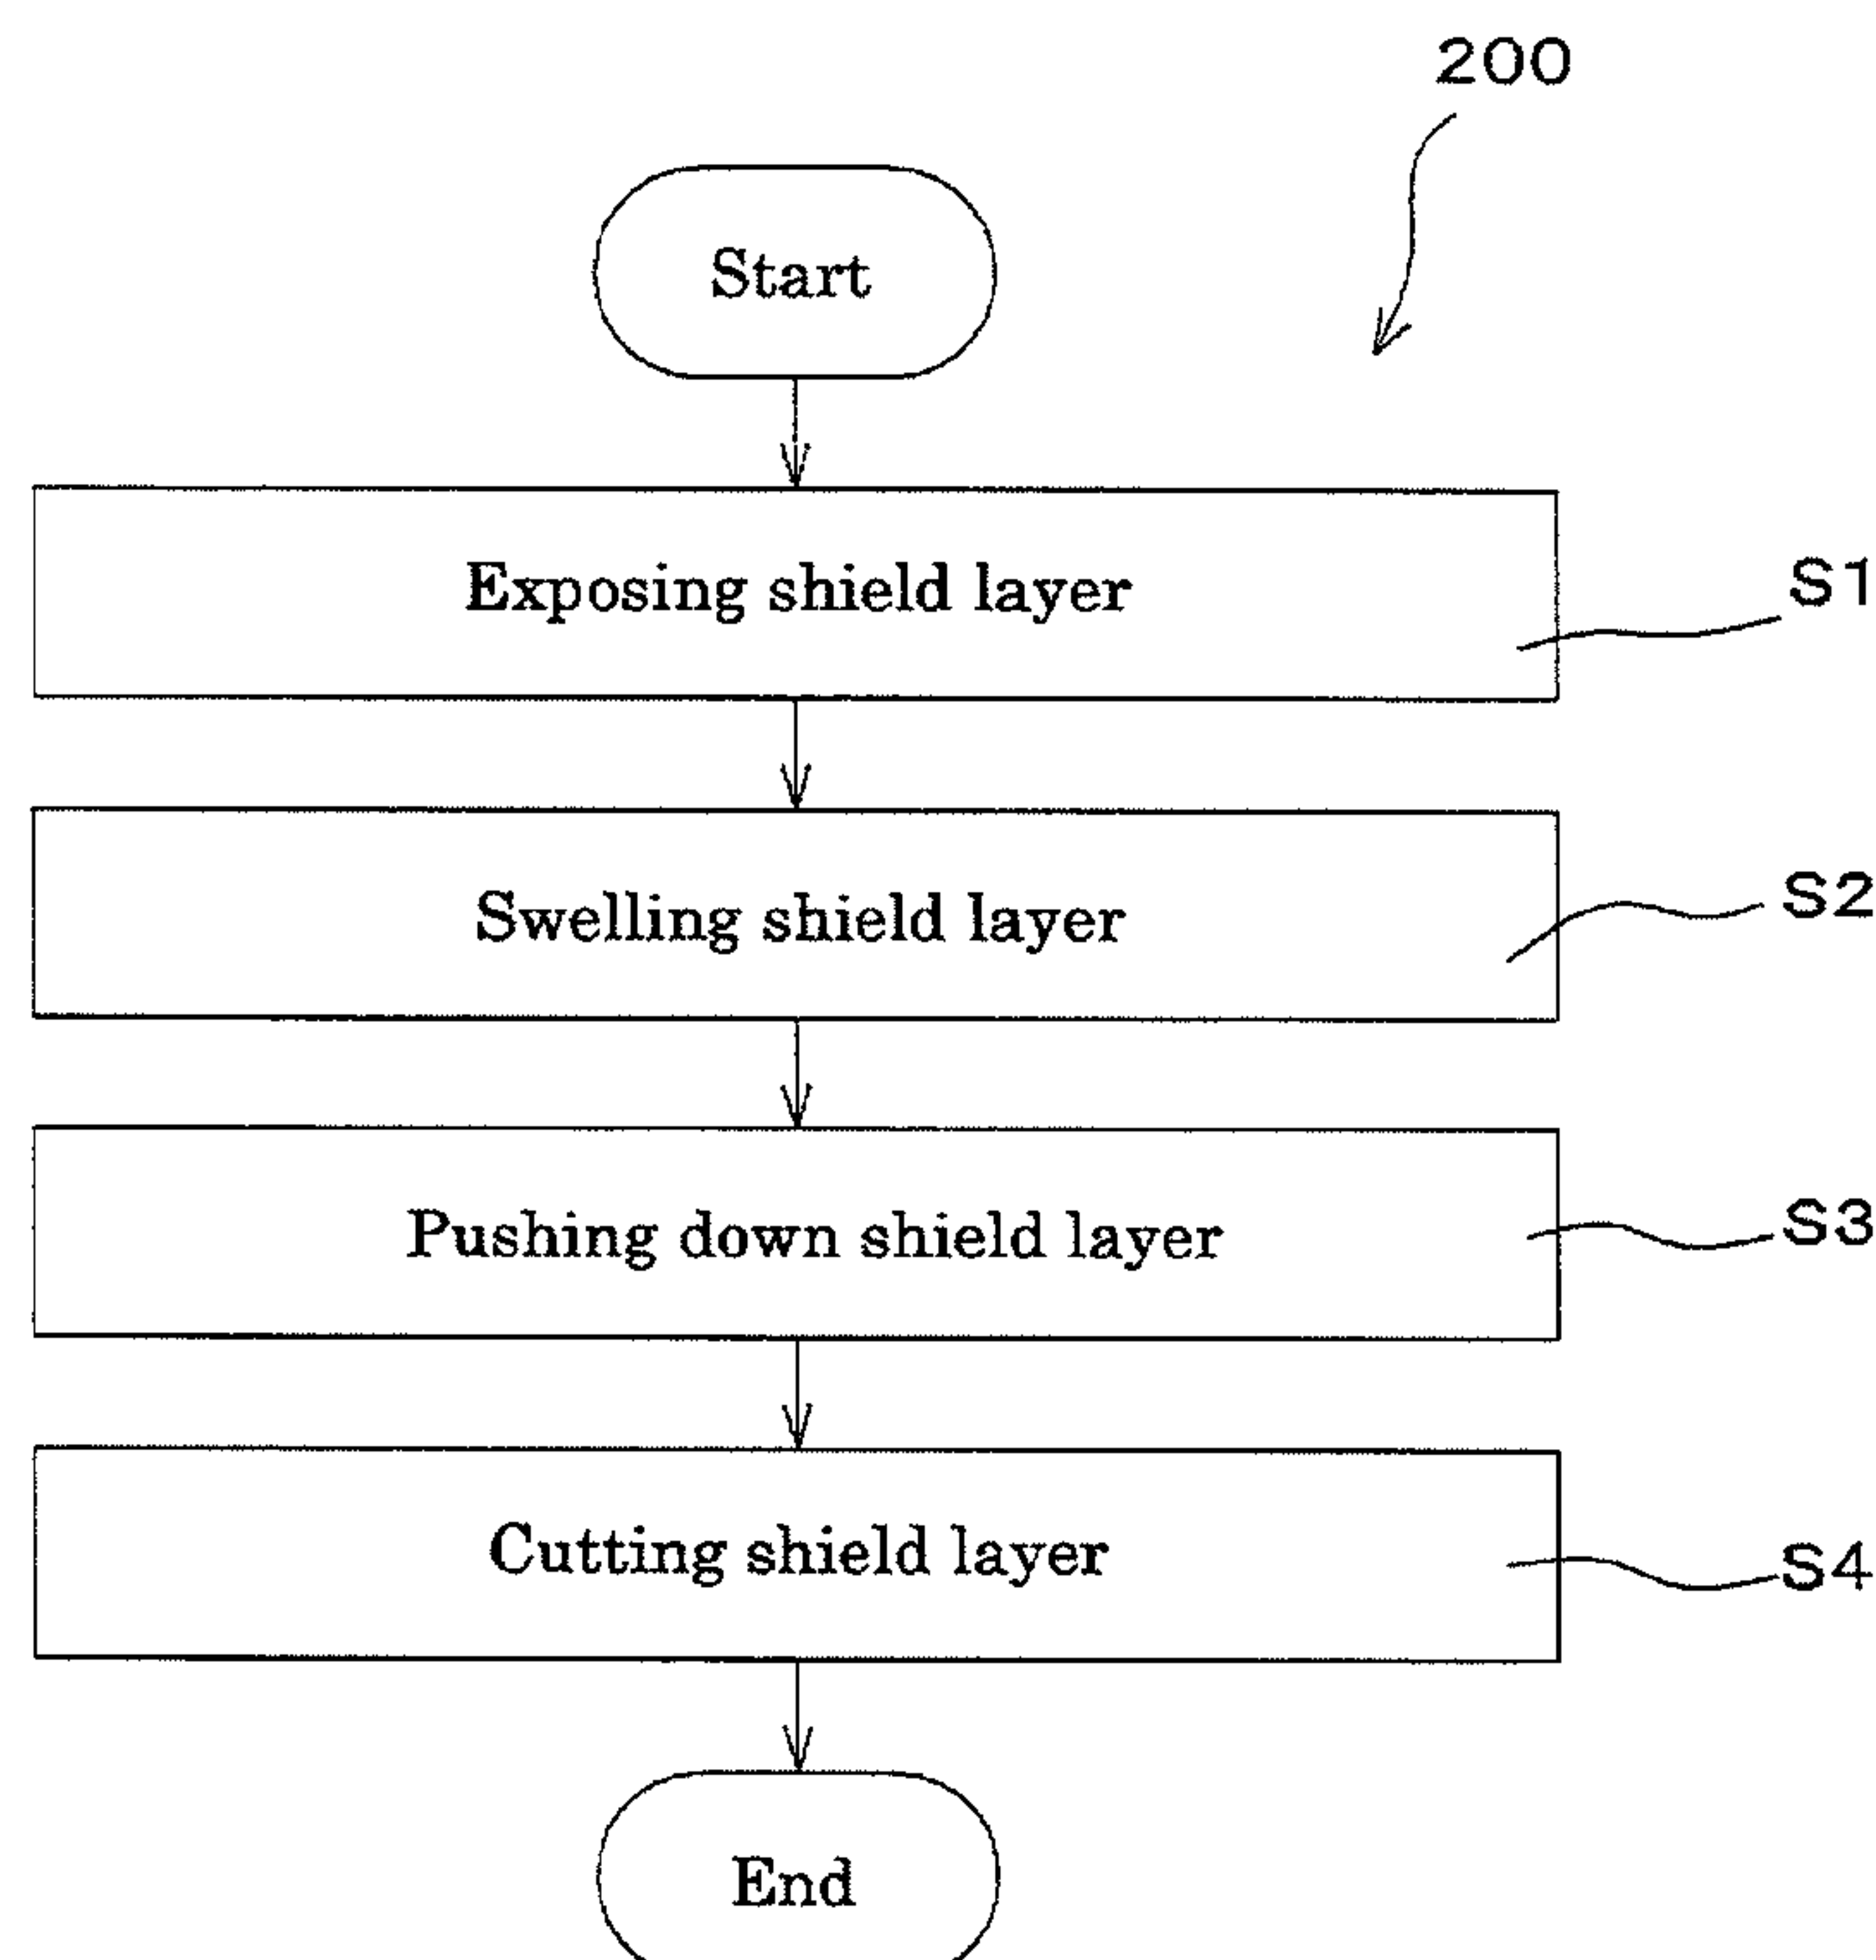 200
Start
Exposing shield layer
S1
Swelling shield layer
S2
Pushing down shield layer
S3
Cutting shield layer
S4
End